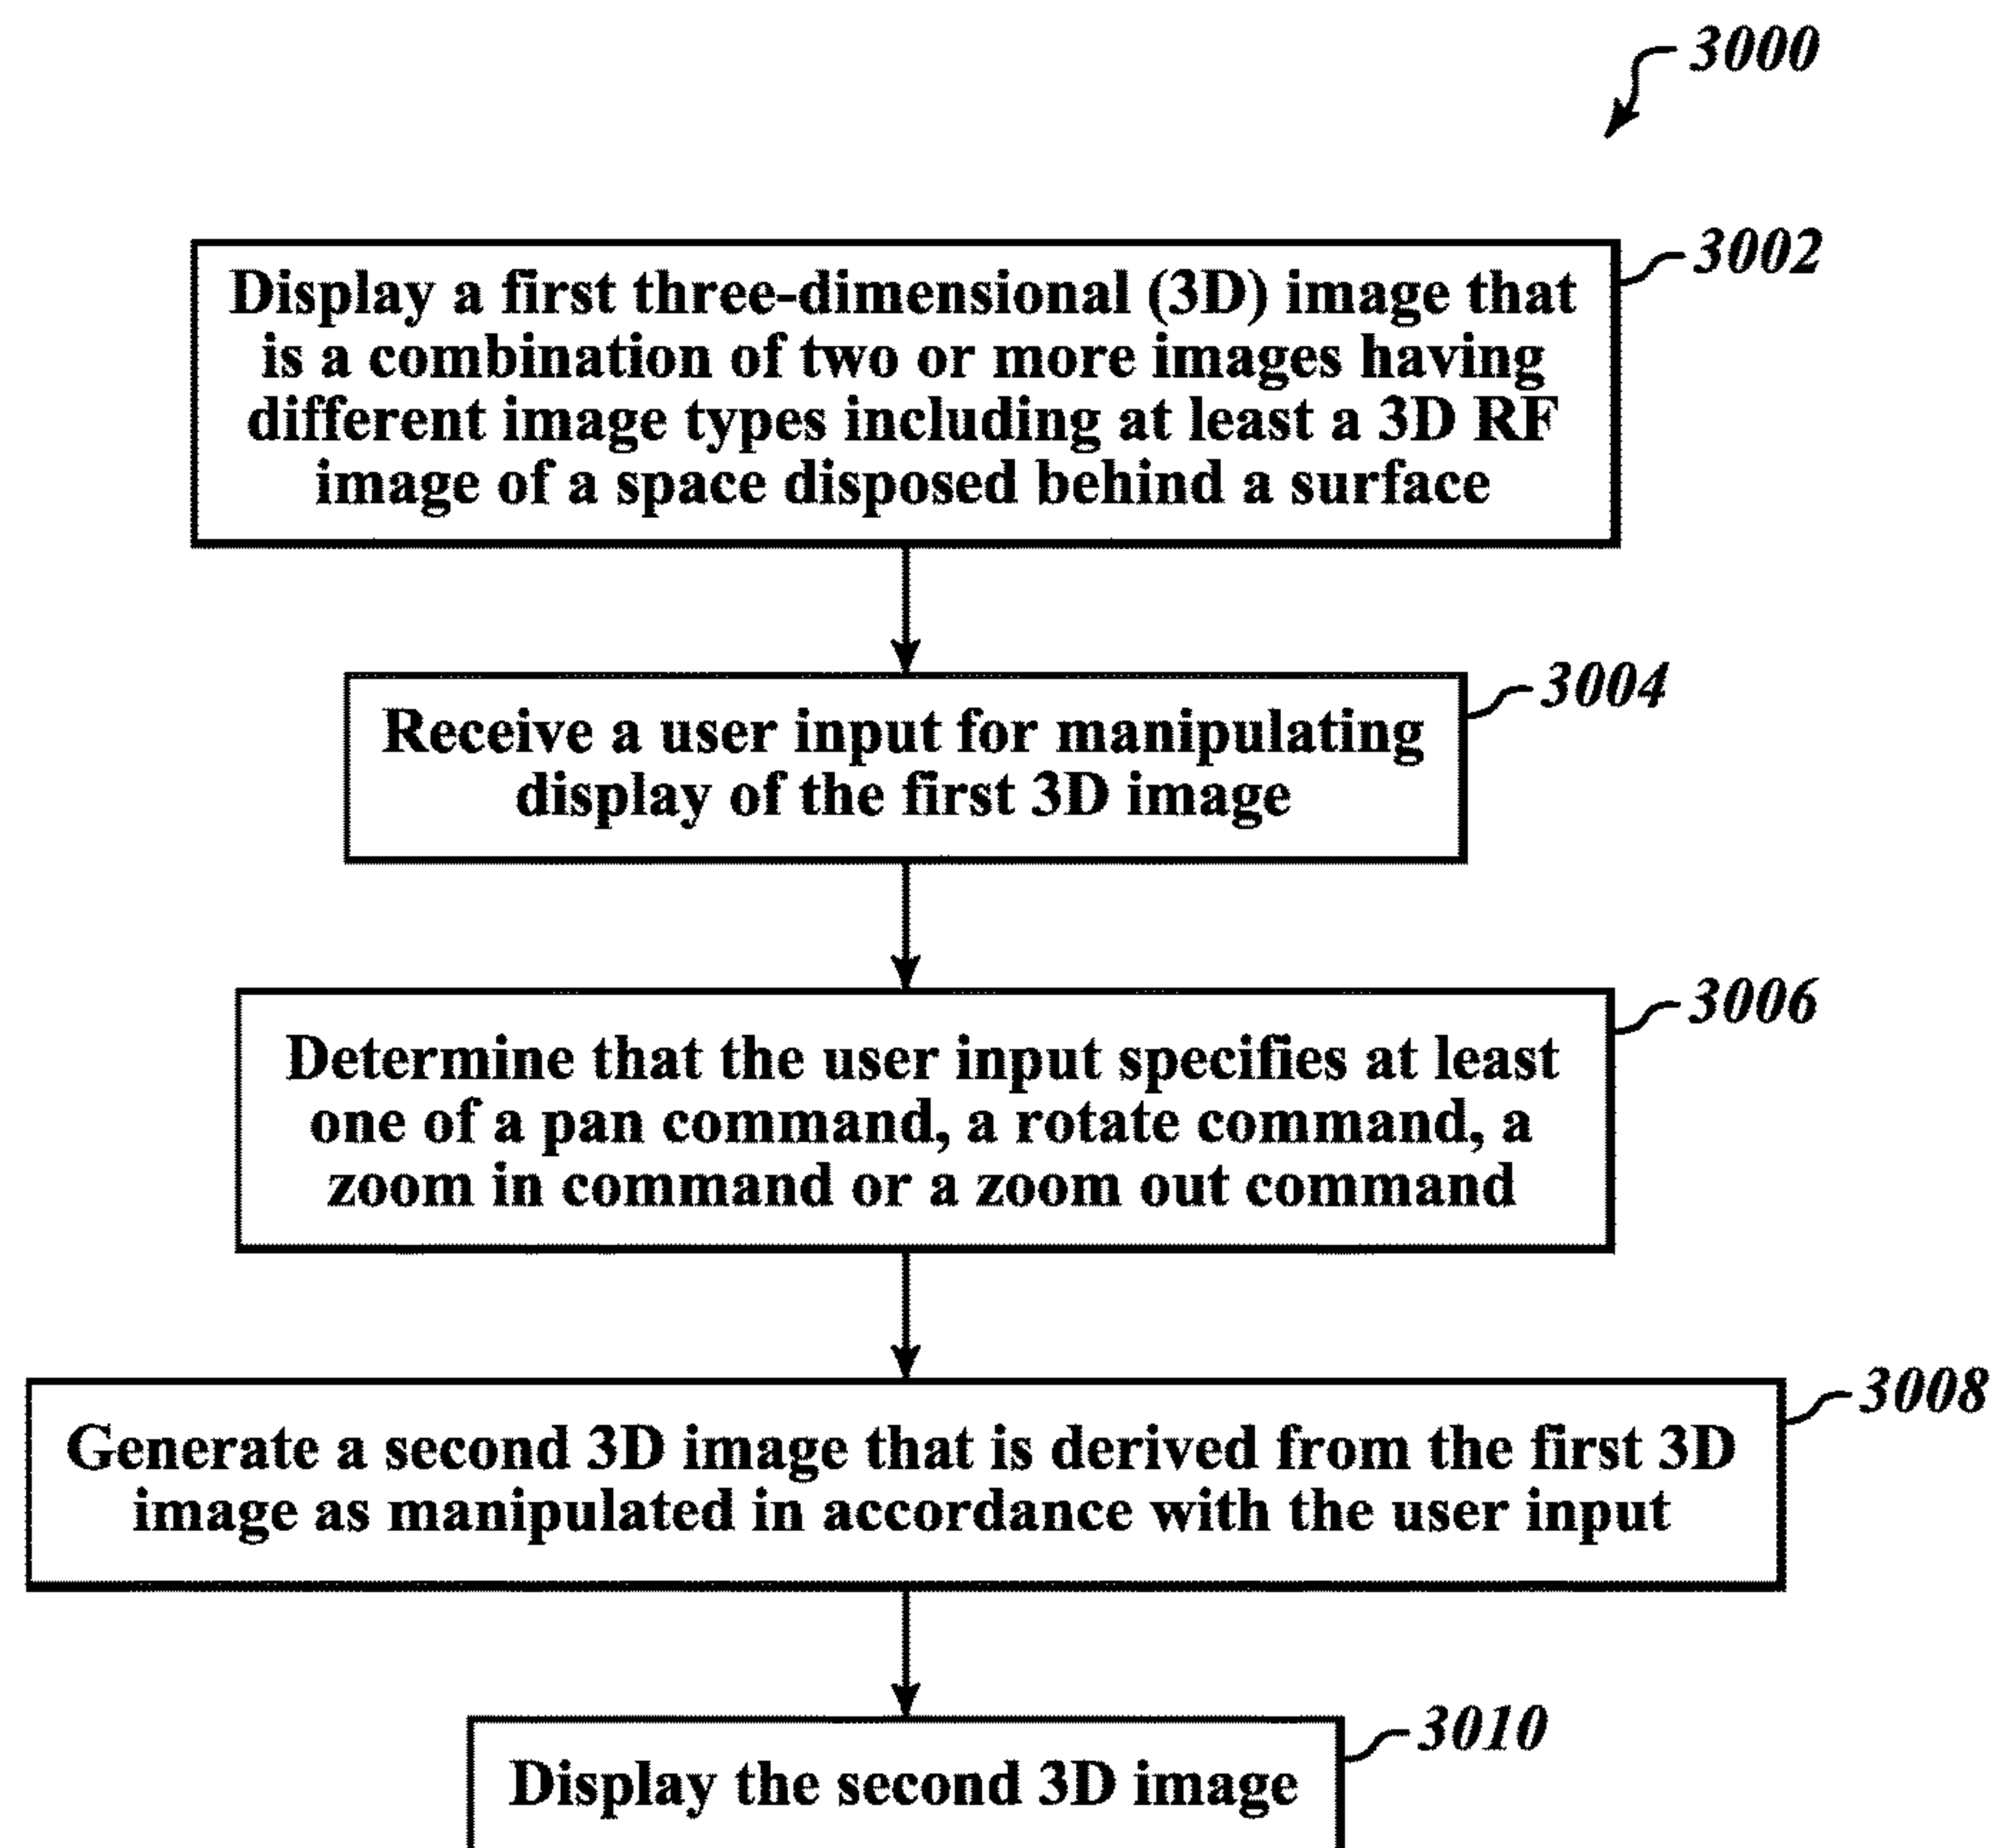 3000
3002
Display a first three-dimensional (3D) image that
is a combination of two or more images having
different image types including at least a 3D RF
image of a space disposed behind a surface
3004
Receive a user input for manipulating
display of the first 3D image
3006
Determine that the user input specifies at least
one of a pan command, a rotate command, a
zoom in command or a zoom out command
3008
Generate a second 3D image that is derived from the first 3D
image as manipulated in accordance with the user input
3010
Display the second 3D image